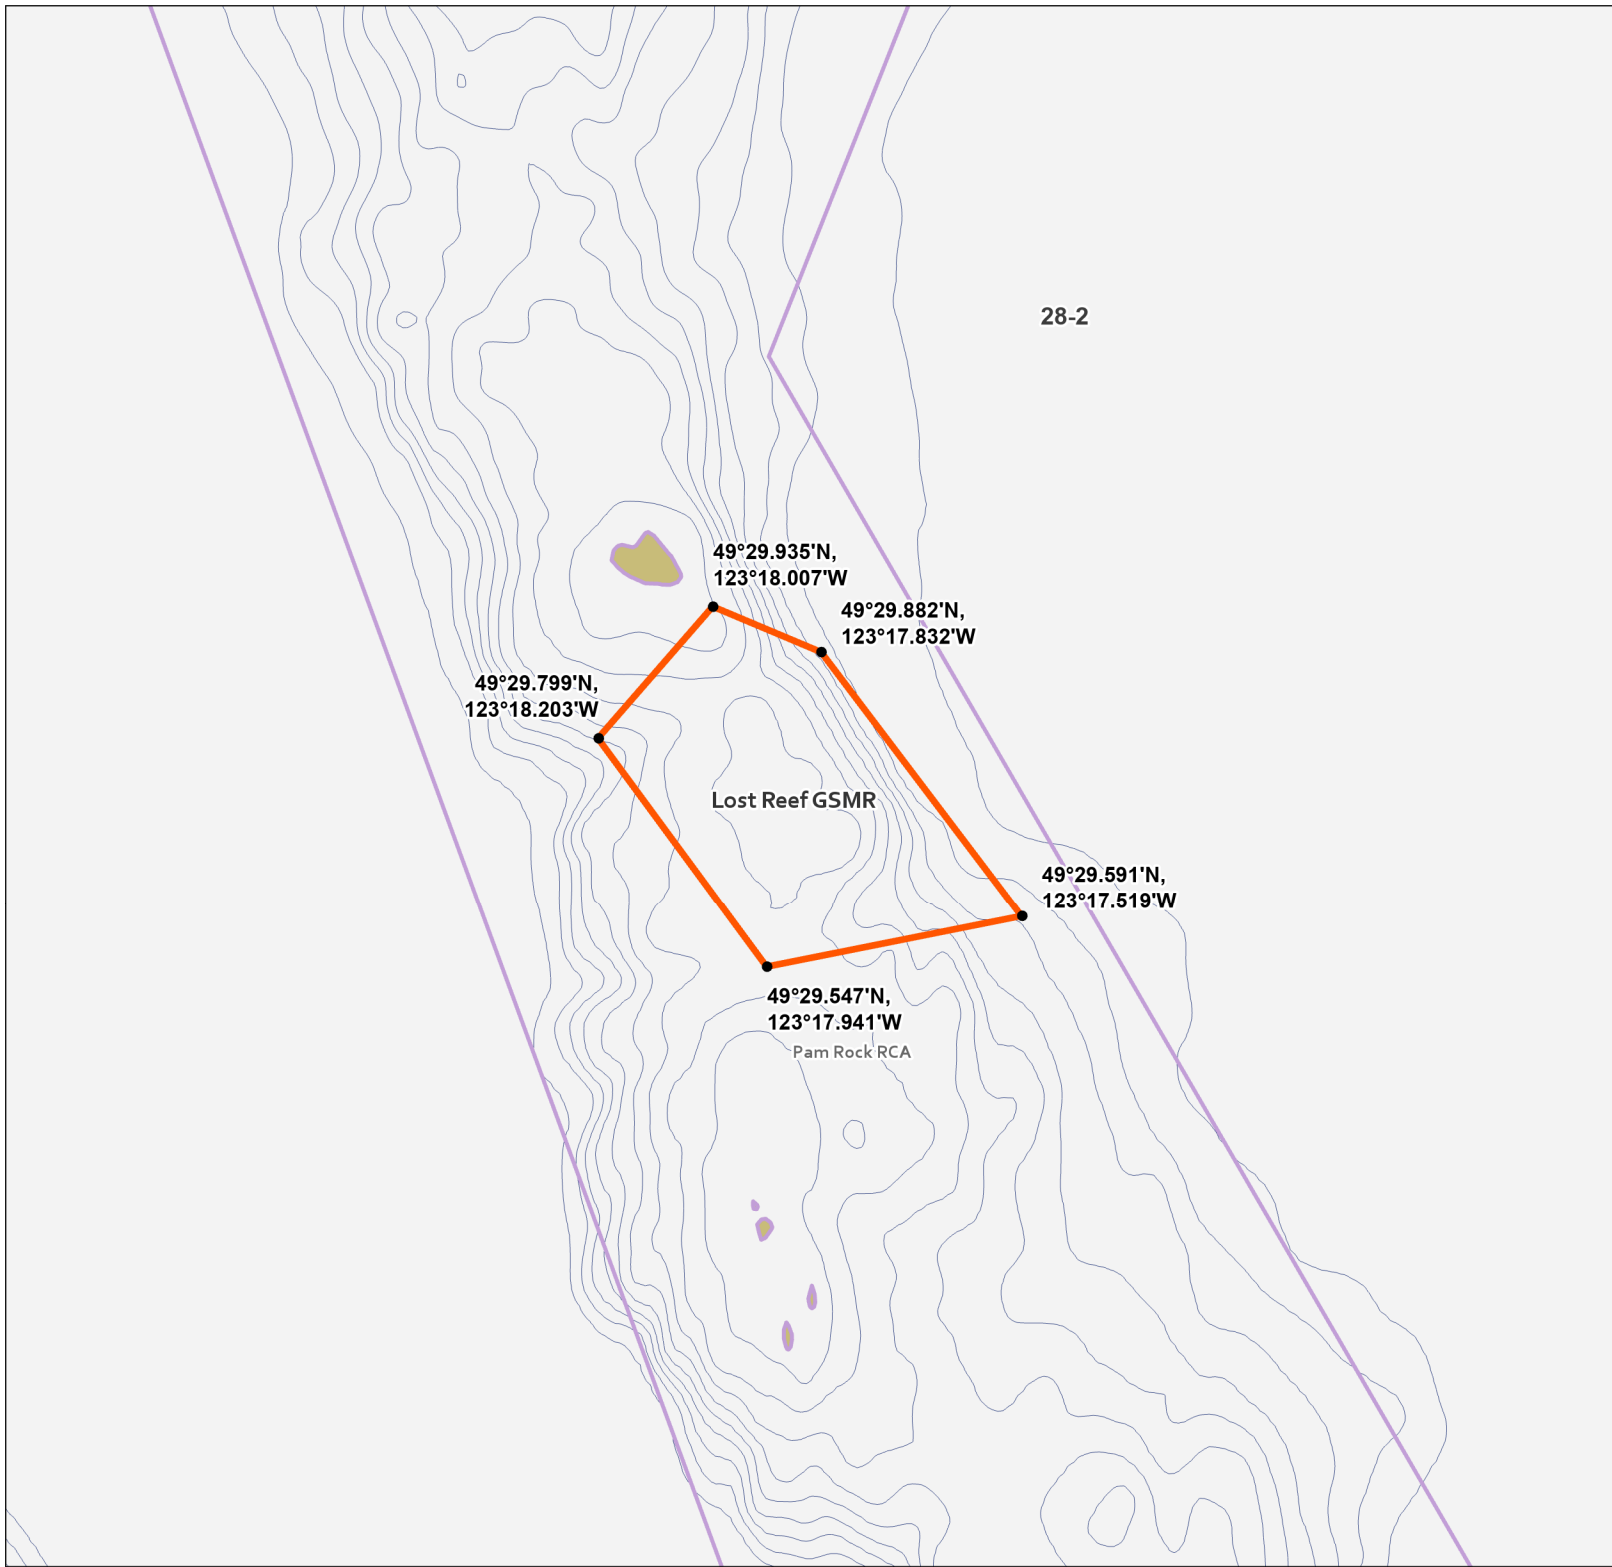 28-2
49°29.935'N,
123°18.007'W
49°29.882'N,
123°17.832'W
49°29.799'N,
123°18.203'W
Lost Reef GSMR
49°29.591'N,
123°17.519'W
49°29.547'N,
123°17.941'W
Pam Rock RCA